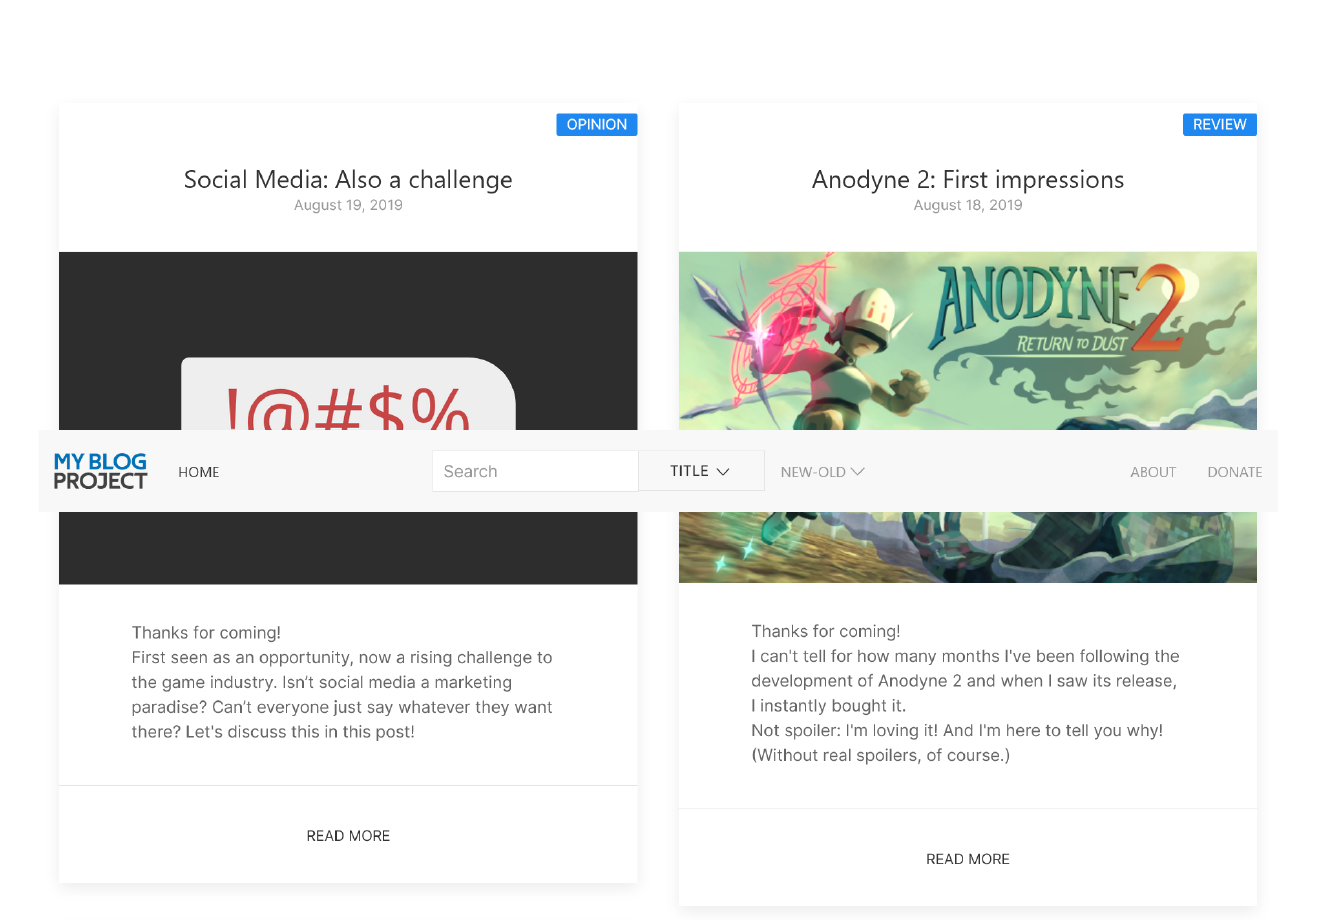 OPINION
Social Media: Also a challenge
August 19, 2019
!@#$%
REVIEW
Anodyne 2: First impressions
August 18, 2019
ANODYNE 2
RETURN TO DUST
MY BLOG
PROJECT
HOME
Search
TITLE
NEW-OLD
ABOUT
DONATE
Thanks for coming!
First seen as an opportunity, now a rising challenge to
the game industry. Isn’t social media a marketing
paradise? Can’t everyone just say whatever they want
there? Let's discuss this in this post!
READ MORE
Thanks for coming!
I can't tell for how many months I've been following the
development of Anodyne 2 and when I saw its release,
I instantly bought it.
Not spoiler: I'm loving it! And I'm here to tell you why!
(Without real spoilers, of course.)
READ MORE